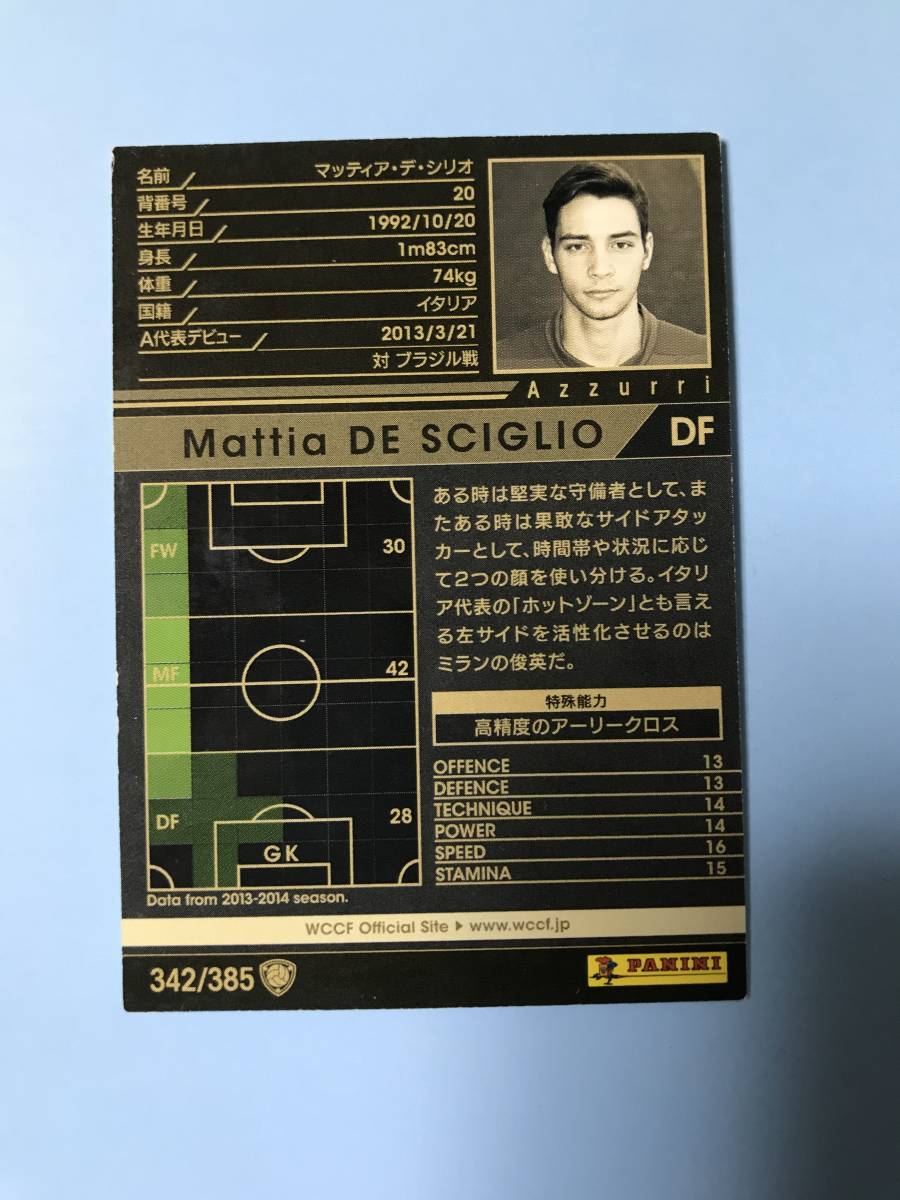 名前 マッティア・デ・シリオ
背番号 20
生年月日 1992/10/20
身長 1m83cm
体重 74kg
国籍 イタリア
A代表デビュー 2013/3/21
対 ブラジル戦
Azzurri
Mattia DE SCIGLIO DF
FW 30
MF 42
DF 28
GK
Data from 2013-2014 season.
ある時は堅実な守備者として、ま
たある時は果敢なサイドアタッ
カーとして、時間帯や状況に応じ
て2つの顔を使い分ける。イタリ
ア代表の「ホットゾーン」とも言え
る左サイドを活性化させるのは
ミランの俊英だ。
特殊能力
高精度のアーリークロス
OFFENCE 13
DEFENCE 13
TECHNIQUE 14
POWER 14
SPEED 16
STAMINA 15
WCCF Official Site ▶ www.wccf.jp
342/385
PANINI